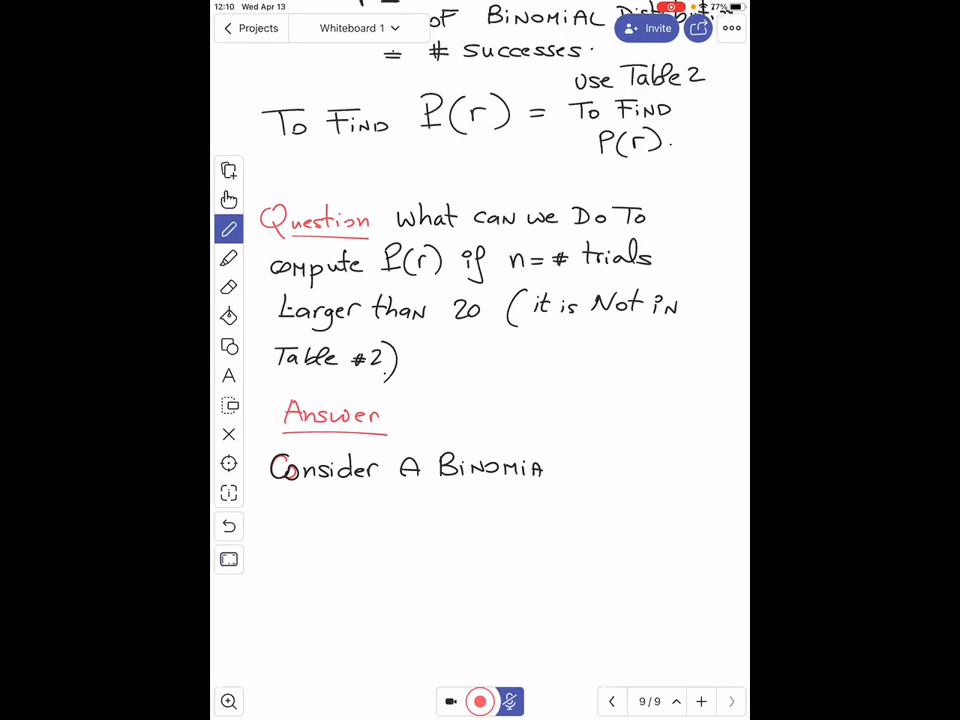 12:10 Wed Apr 13
27%
Projects
Whiteboard 1
Invite
of BINOMIAL
= # successes.
use Table 2
To FIND P(r) = To FIND
P(r).
Question What can we Do To
compute P(r) if n = # trials
Larger than 20 (it is Not in
Table #2.)
Answer
Consider A BINOMIA
A
9/9